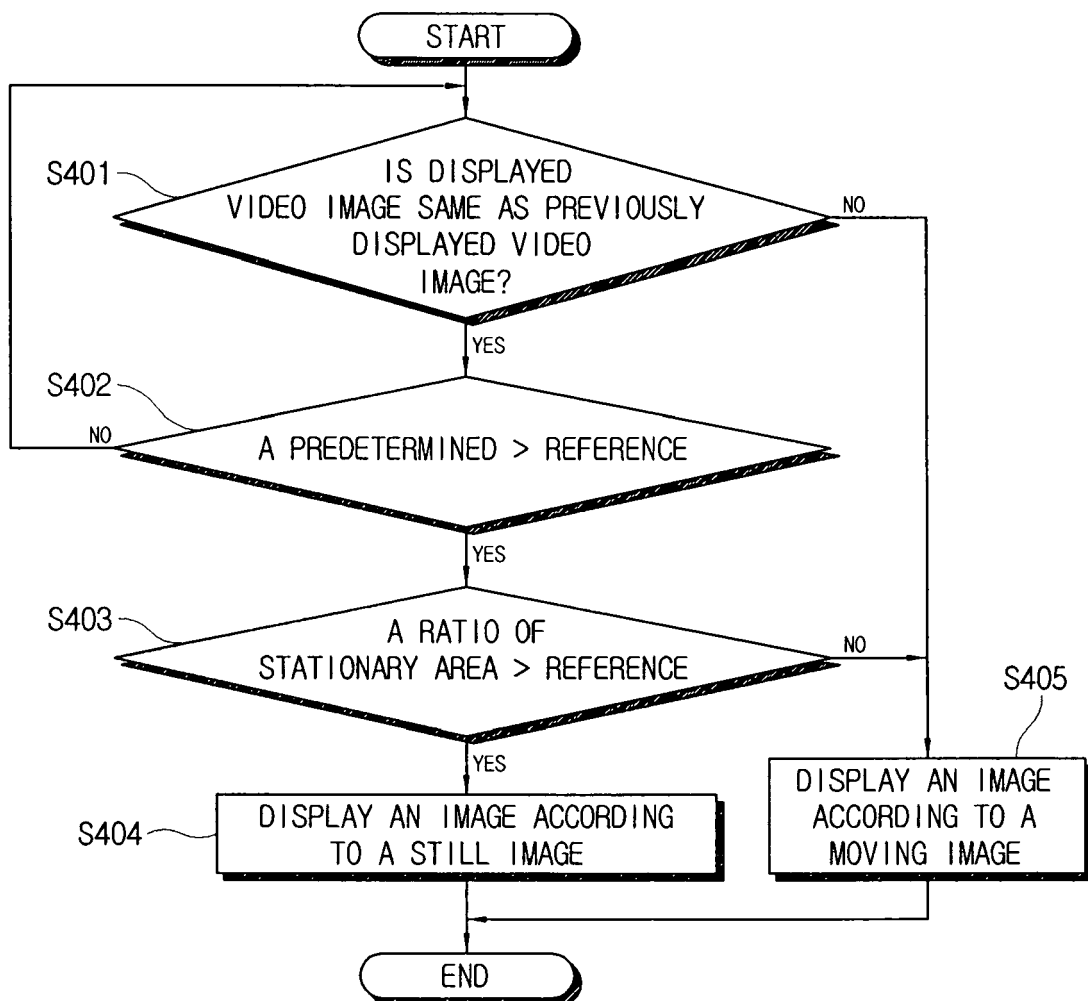 START
S401
IS DISPLAYED
VIDEO IMAGE SAME AS PREVIOUSLY
DISPLAYED VIDEO
IMAGE?
NO
YES
S402
NO
A PREDETERMINED > REFERENCE
YES
S403
A RATIO OF
STATIONARY AREA > REFERENCE
NO
YES
S405
S404
DISPLAY AN IMAGE ACCORDING
TO A STILL IMAGE
DISPLAY AN IMAGE
ACCORDING TO A
MOVING IMAGE
END